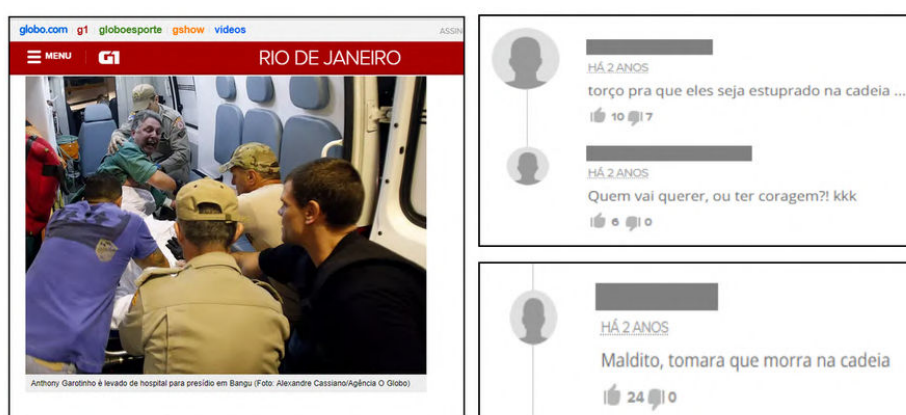 globo.com g1 globoesporte gshow videos ASSIN
MENU G1 RIO DE JANEIRO
Anthony Garotinho é levado de hospital para presídio em Bangu (Foto: Alexandre Cassiano/Agência O Globo)
HÁ 2 ANOS
torço pra que eles seja estuprado na cadeia ...
10 7
HÁ 2 ANOS
Quem vai querer, ou ter coragem?! kkk
6 0
HÁ 2 ANOS
Maldito, tomara que morra na cadeia
24 0